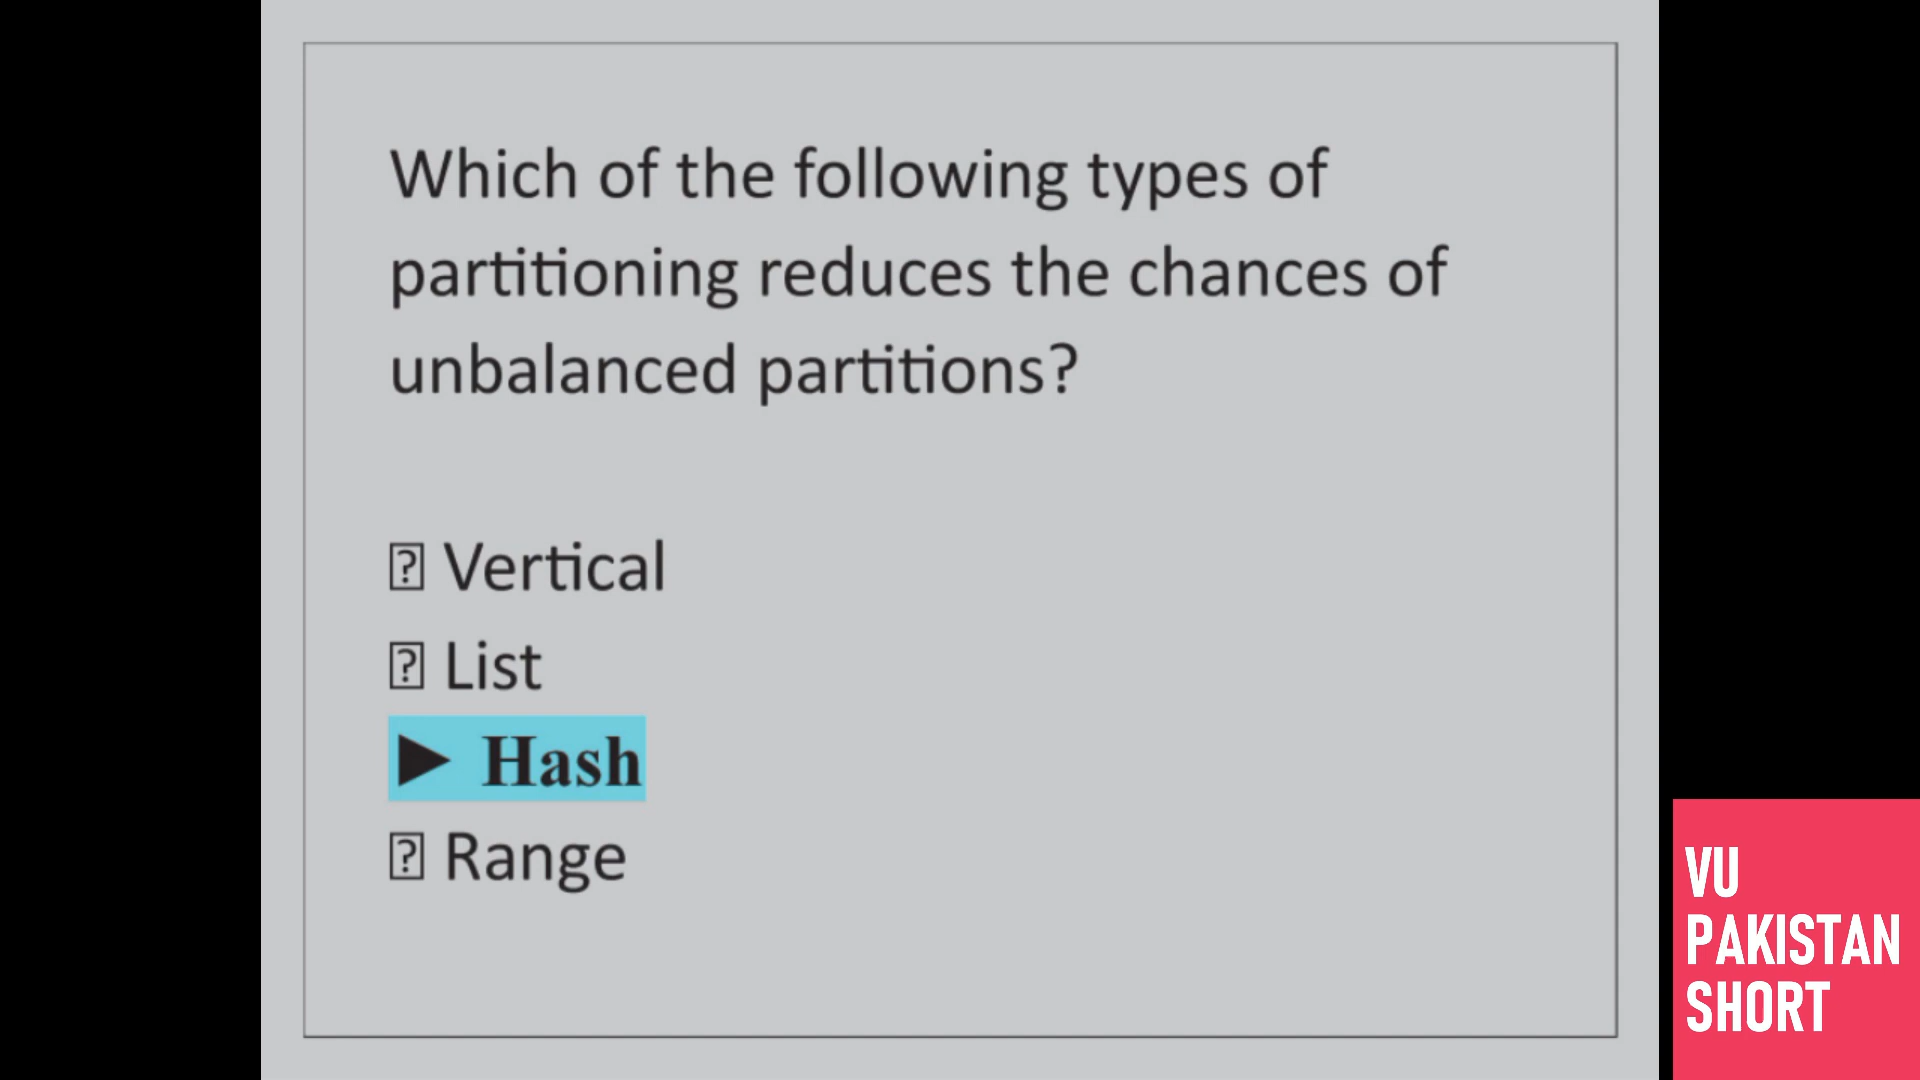 Which of the following types of
partitioning reduces the chances of
unbalanced partitions?
⍰ Vertical
⍰ List
► Hash
⍰ Range
VU
PAKISTAN
SHORT